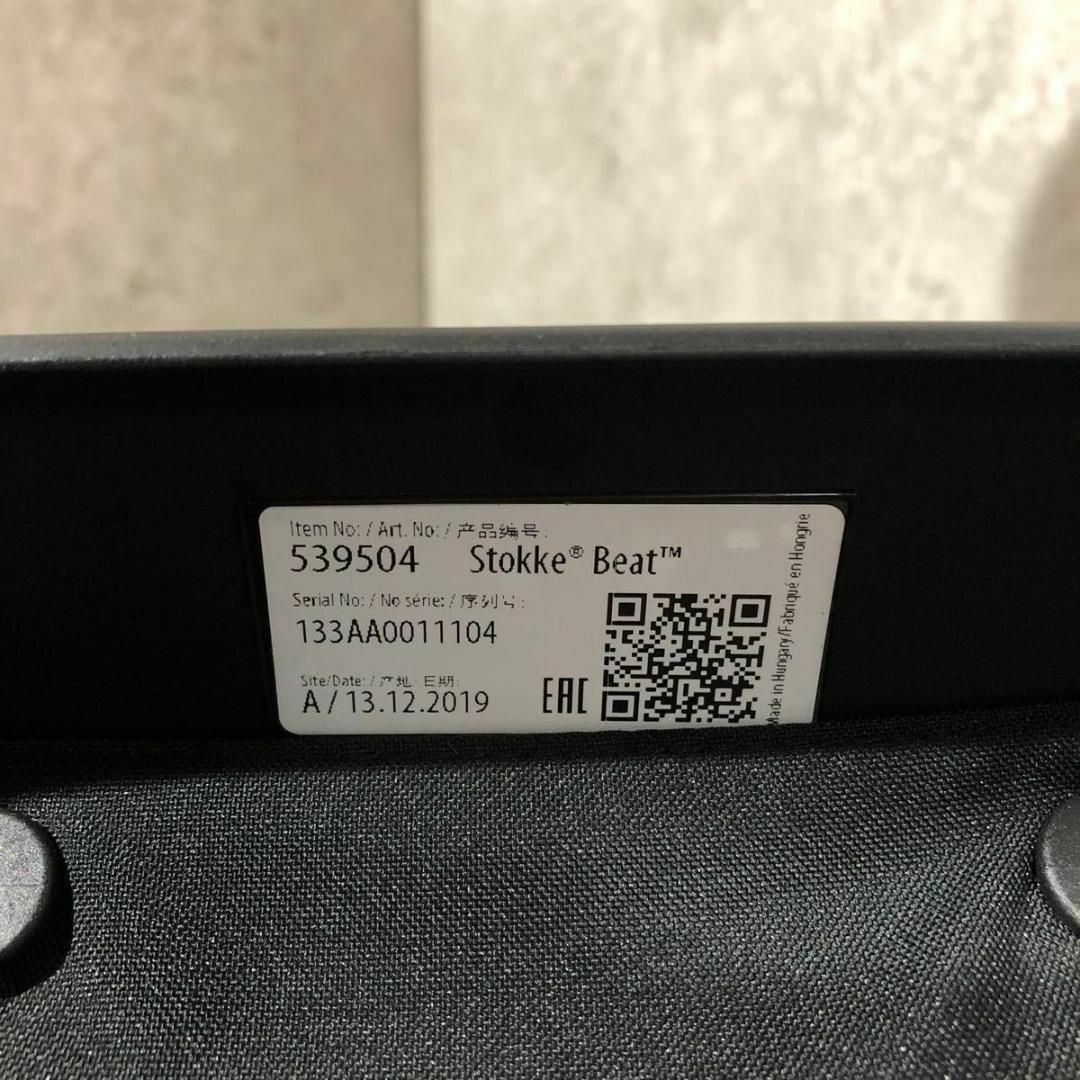 Item No: / Art. No: / 产品编号:
539504 Stokke® Beat™
Serial No: / No série: / 序列号:
133AA0011104
Site/Date: / 产地/日期:
A / 13.12.2019
EAC
Made in Hungary/Fabriqué en Hongrie